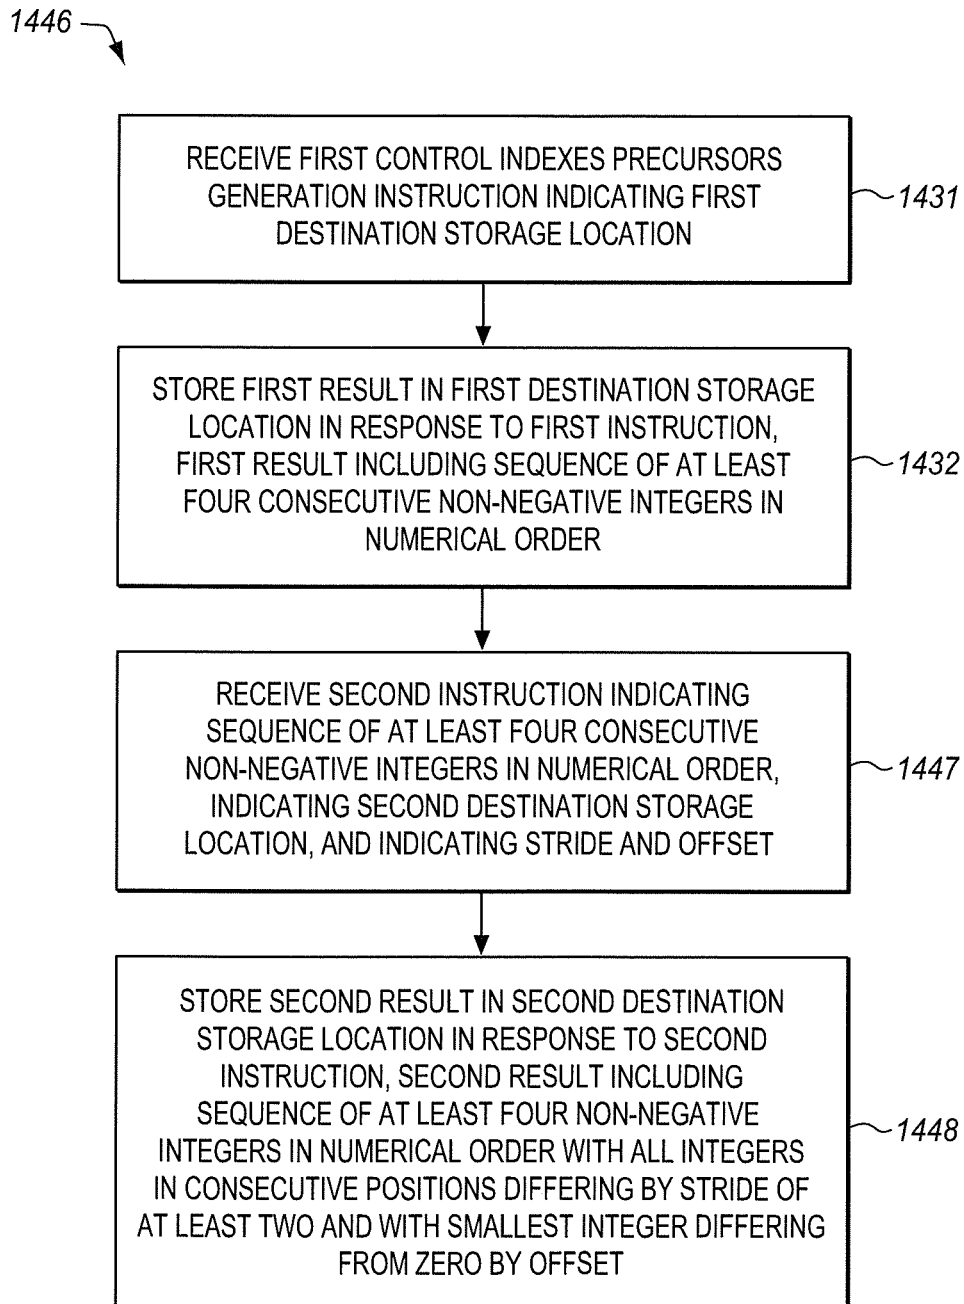 1446
RECEIVE FIRST CONTROL INDEXES PRECURSORS
GENERATION INSTRUCTION INDICATING FIRST
DESTINATION STORAGE LOCATION
1431
STORE FIRST RESULT IN FIRST DESTINATION STORAGE
LOCATION IN RESPONSE TO FIRST INSTRUCTION,
FIRST RESULT INCLUDING SEQUENCE OF AT LEAST
FOUR CONSECUTIVE NON-NEGATIVE INTEGERS IN
NUMERICAL ORDER
1432
RECEIVE SECOND INSTRUCTION INDICATING
SEQUENCE OF AT LEAST FOUR CONSECUTIVE
NON-NEGATIVE INTEGERS IN NUMERICAL ORDER,
INDICATING SECOND DESTINATION STORAGE
LOCATION, AND INDICATING STRIDE AND OFFSET
1447
STORE SECOND RESULT IN SECOND DESTINATION
STORAGE LOCATION IN RESPONSE TO SECOND
INSTRUCTION, SECOND RESULT INCLUDING
SEQUENCE OF AT LEAST FOUR NON-NEGATIVE
INTEGERS IN NUMERICAL ORDER WITH ALL INTEGERS
IN CONSECUTIVE POSITIONS DIFFERING BY STRIDE OF
AT LEAST TWO AND WITH SMALLEST INTEGER DIFFERING
FROM ZERO BY OFFSET
1448